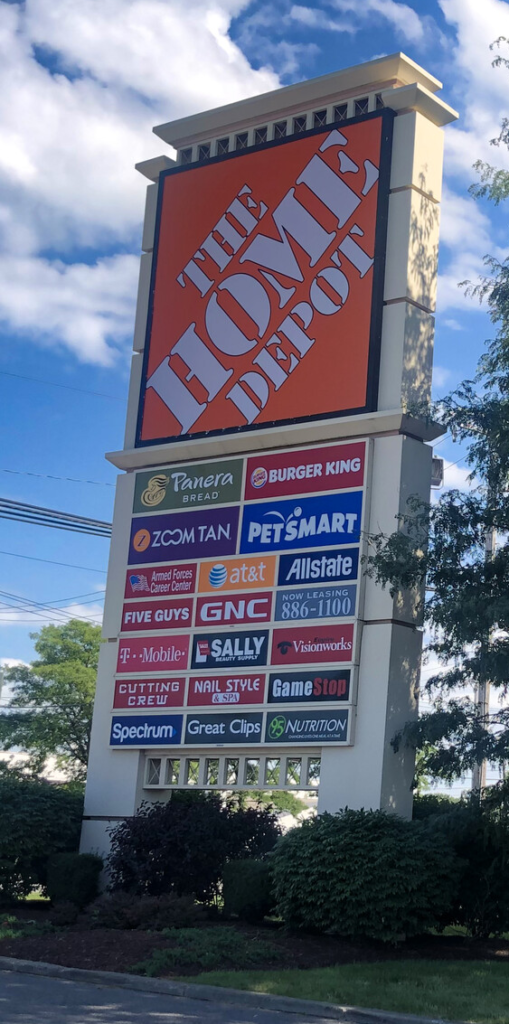 THE
HOME
DEPOT
Panera
BREAD
BURGER KING
ZOOM TAN
PETSMART
Armed Forces
Career Center
at&t
Allstate
FIVE GUYS
GNC
NOW LEASING
886-1100
T··Mobile
SALLY
BEAUTY SUPPLY
Visionworks
CUTTING
CREW
NAIL STYLE
& SPA
GameStop
Spectrum
Great Clips
NUTRITION